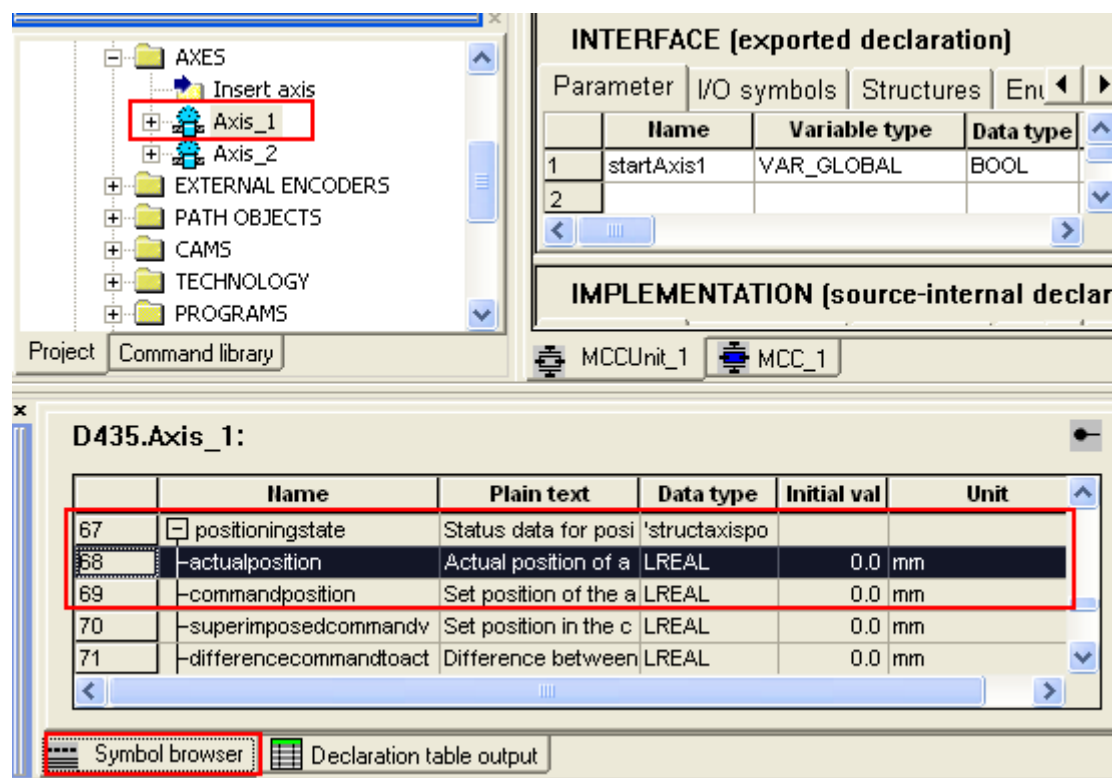 AXES
Insert axis
Axis_1
Axis_2
EXTERNAL ENCODERS
PATH OBJECTS
CAMS
TECHNOLOGY
PROGRAMS
Project Command library
INTERFACE (exported declaration)
Parameter I/O symbols Structures Enu
Name Variable type Data type
1 startAxis1 VAR_GLOBAL BOOL
2
IMPLEMENTATION (source-internal declar
MCCUnit_1 MCC_1
D435.Axis_1:
Name Plain text Data type Initial val Unit
67 positioningstate Status data for posi 'structaxispo
68 actualposition Actual position of a LREAL 0.0 mm
69 commandposition Set position of the a LREAL 0.0 mm
70 superimposedcommandv Set position in the c LREAL 0.0 mm
71 differencecommandtoact Difference between LREAL 0.0 mm
Symbol browser Declaration table output